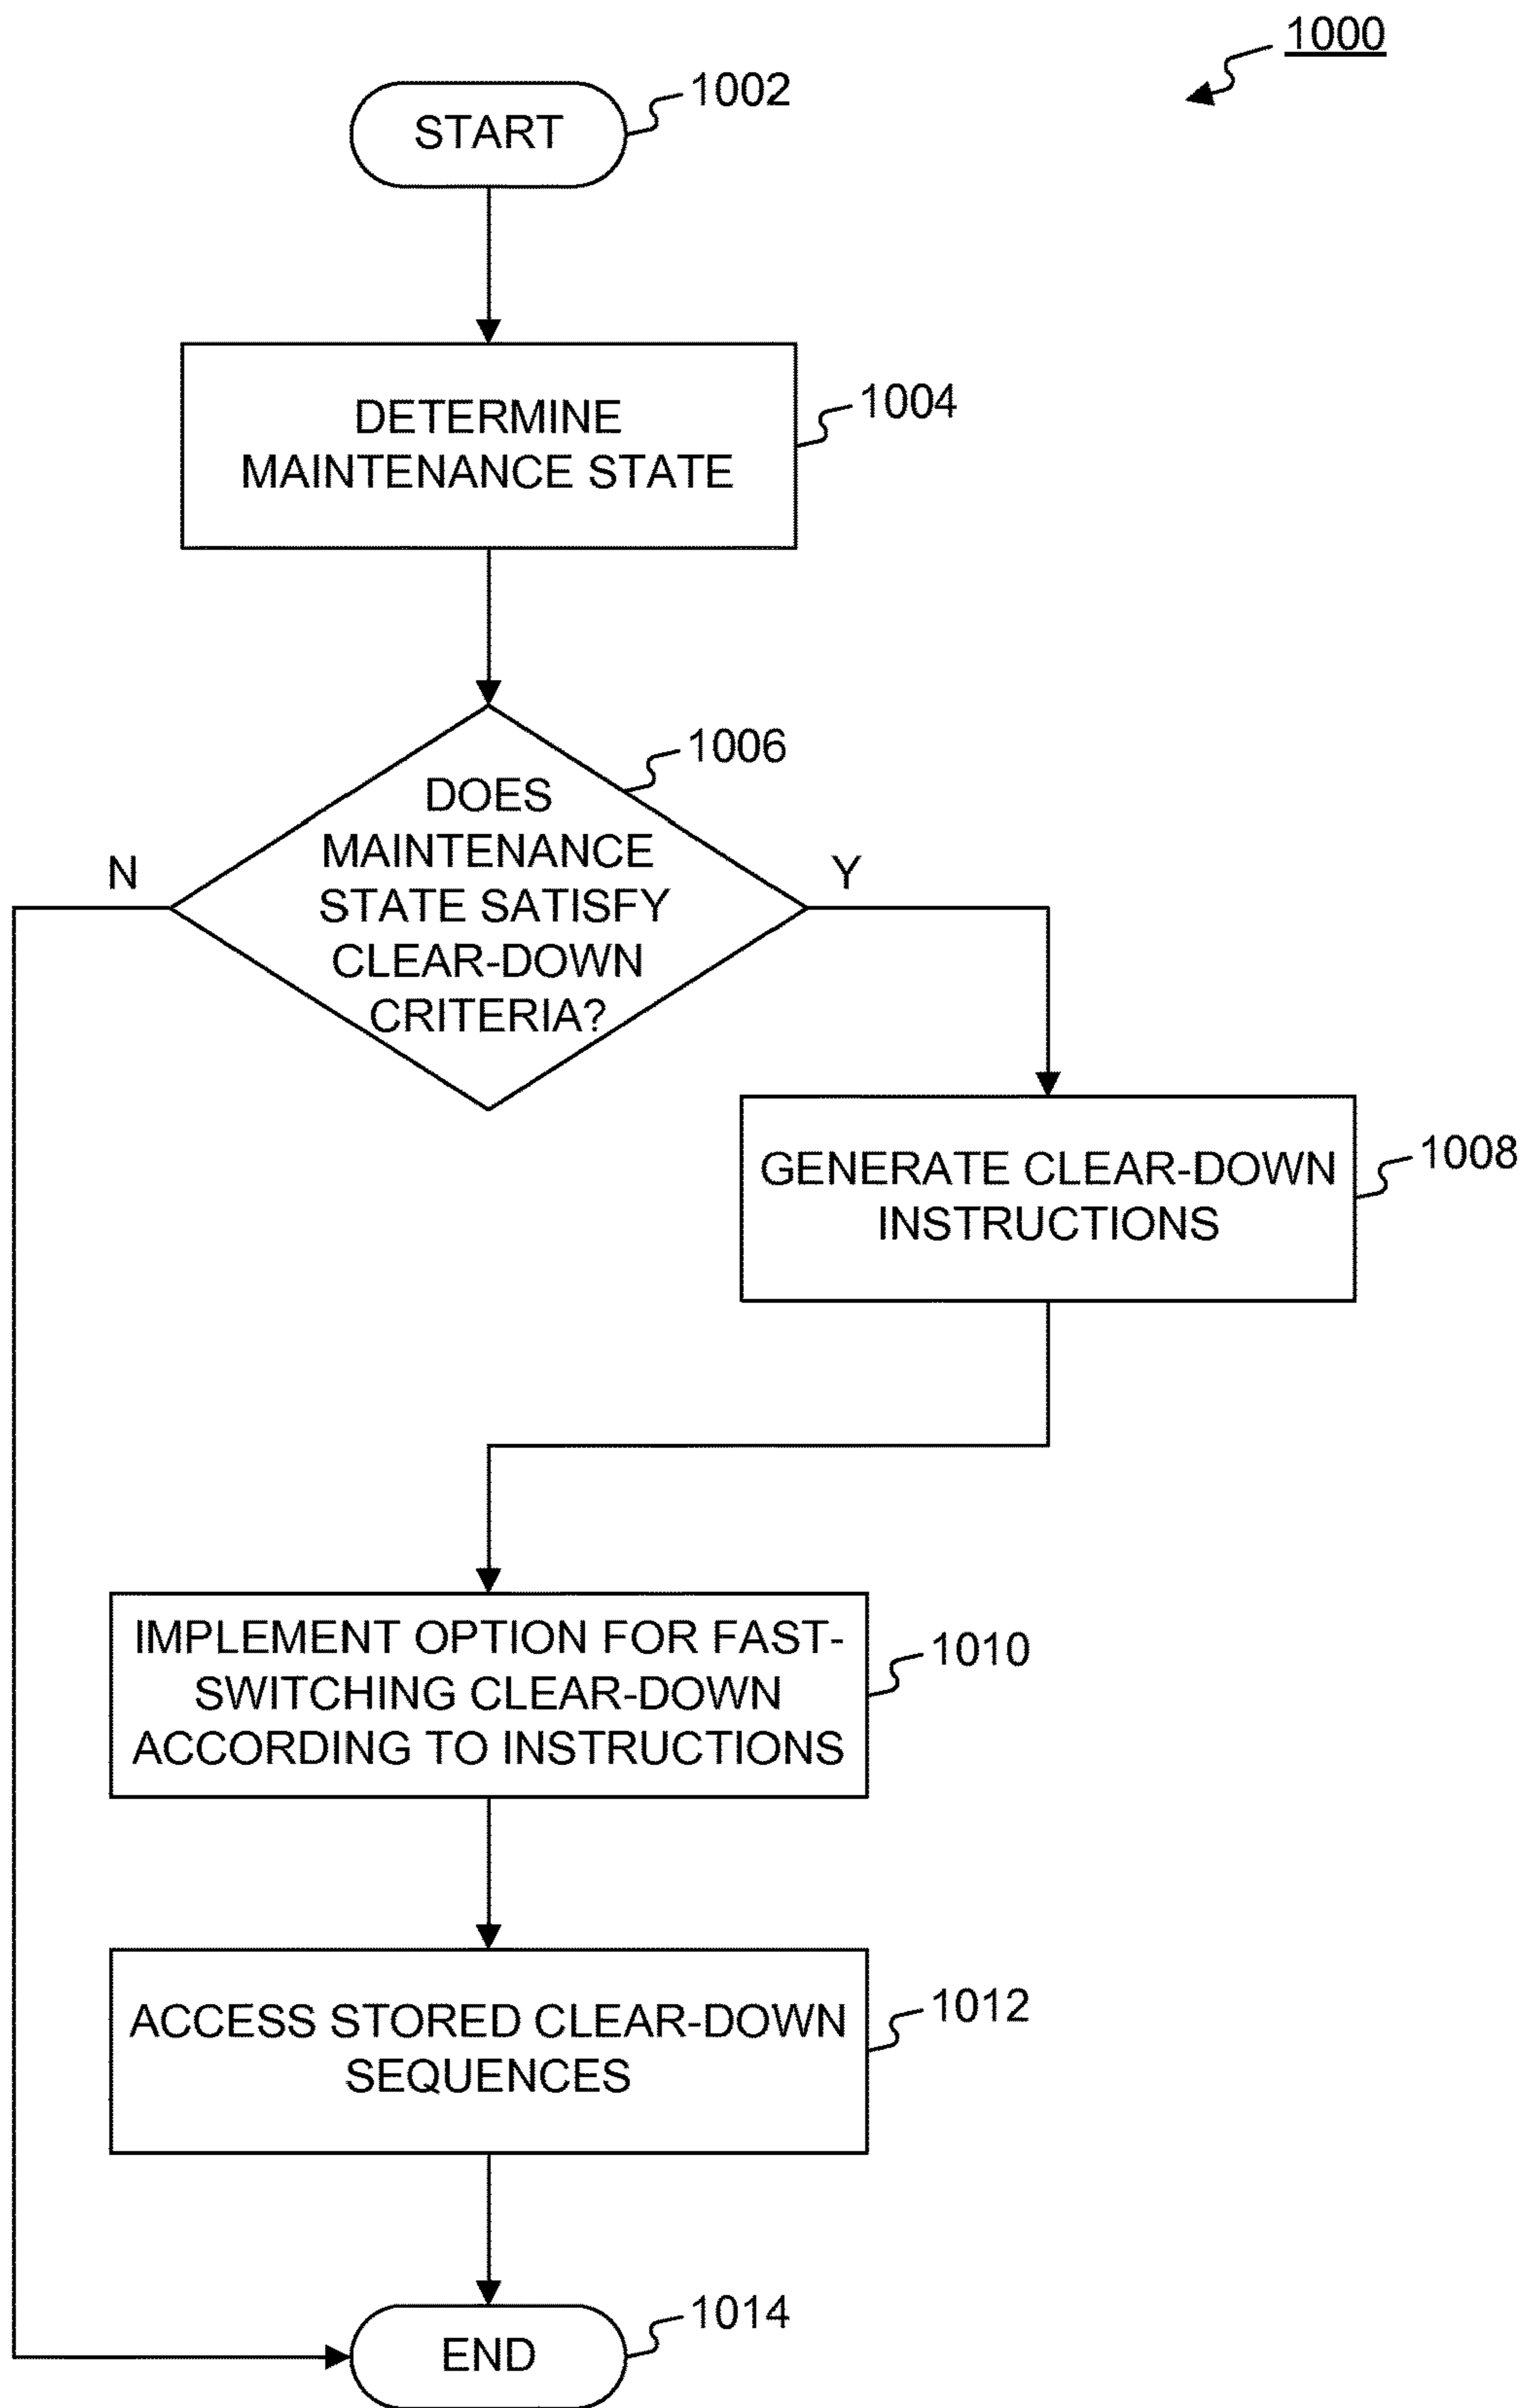 1000
1002
START
1004
DETERMINE
MAINTENANCE STATE
1006
DOES
MAINTENANCE
STATE SATISFY
CLEAR-DOWN
CRITERIA?
N
Y
1008
GENERATE CLEAR-DOWN
INSTRUCTIONS
IMPLEMENT OPTION FOR FAST-
SWITCHING CLEAR-DOWN
ACCORDING TO INSTRUCTIONS
1010
ACCESS STORED CLEAR-DOWN
SEQUENCES
1012
1014
END